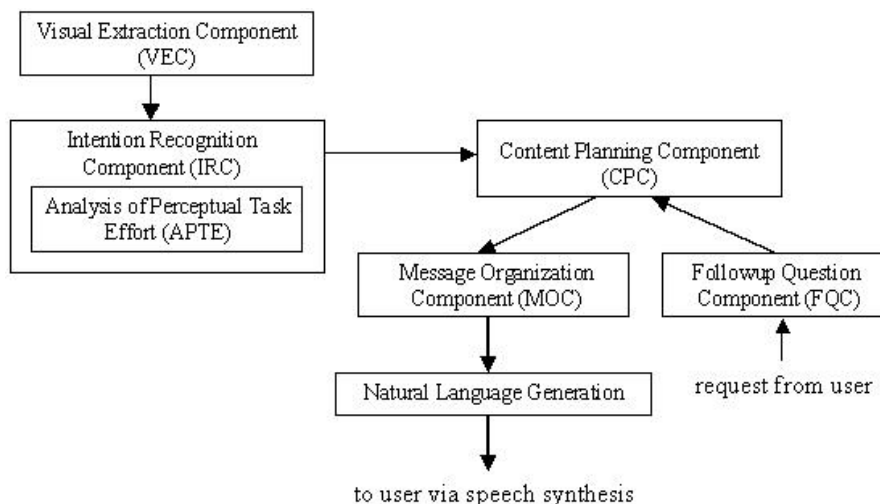 Visual Extraction Component
(VEC)
Intention Recognition
Component (IRC)
Analysis of Perceptual Task
Effort (APTE)
Content Planning Component
(CPC)
Message Organization
Component (MOC)
Followup Question
Component (FQC)
Natural Language Generation
request from user
to user via speech synthesis